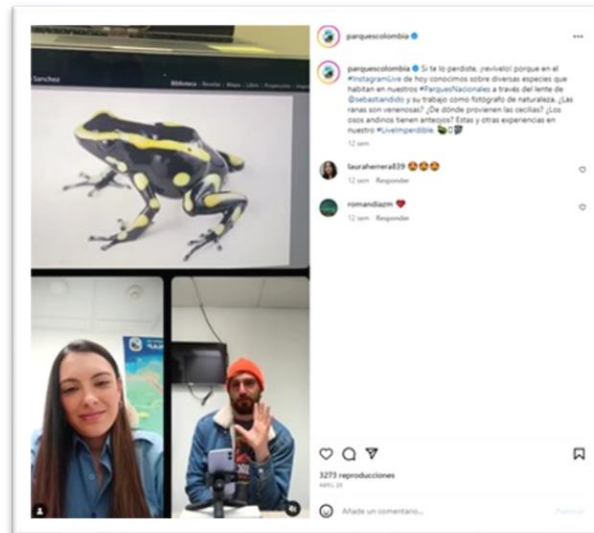 Sanchez
Biblioteca
parquescolombia
parquescolombia Si te lo perdiste, ¡revívelo! porque en el
#InstagramLive de hoy conocimos sobre diversas especies que
habitan en nuestros #ParquesNacionales a través del lente de
@sebastiandido y su trabajo como fotógrafo de naturaleza. ¿Las
ranas son venenosas? ¿De dónde provienen las cecilias? ¿Los
osos andinos tienen anteojos? Estas y otras experiencias en
nuestro #LiveImperdible.
12 sem
lauraherrera839
12 sem Responder
romandiazm
12 sem Responder
3273 reproducciones
Añade un comentario...